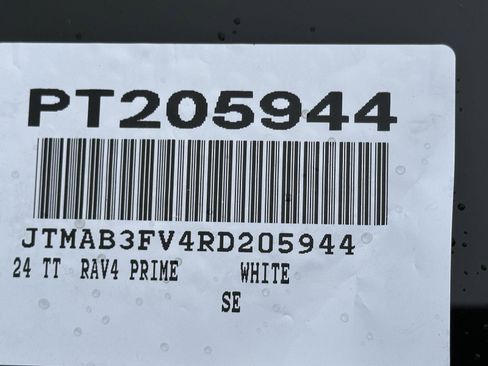 PT205944
JTMAB3FV4RD205944
24 TT RAV4 PRIME WHITE
SE